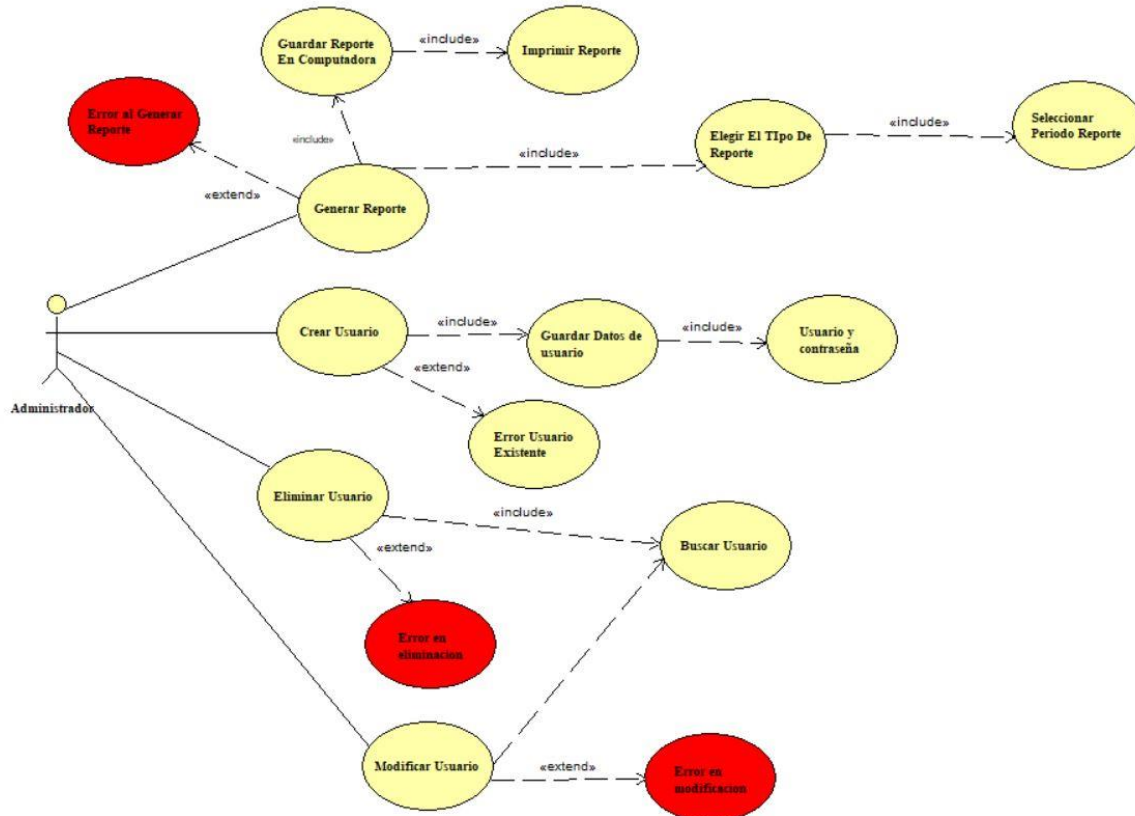 Guardar Reporte
En Computadora
«include»
Imprimir Reporte
Error al Generar
Reporte
«include»
«include»
Elegir El TIpo De
Reporte
«include»
Seleccionar
Periodo Reporte
«extend»
Generar Reporte
Administrador
Crear Usuario
«include»
Guardar Datos de
usuario
«include»
Usuario y
contraseña
«extend»
Error Usuario
Existente
Eliminar Usuario
«include»
Buscar Usuario
«extend»
Error en
eliminacion
Modificar Usuario
«extend»
Error en
modificacion